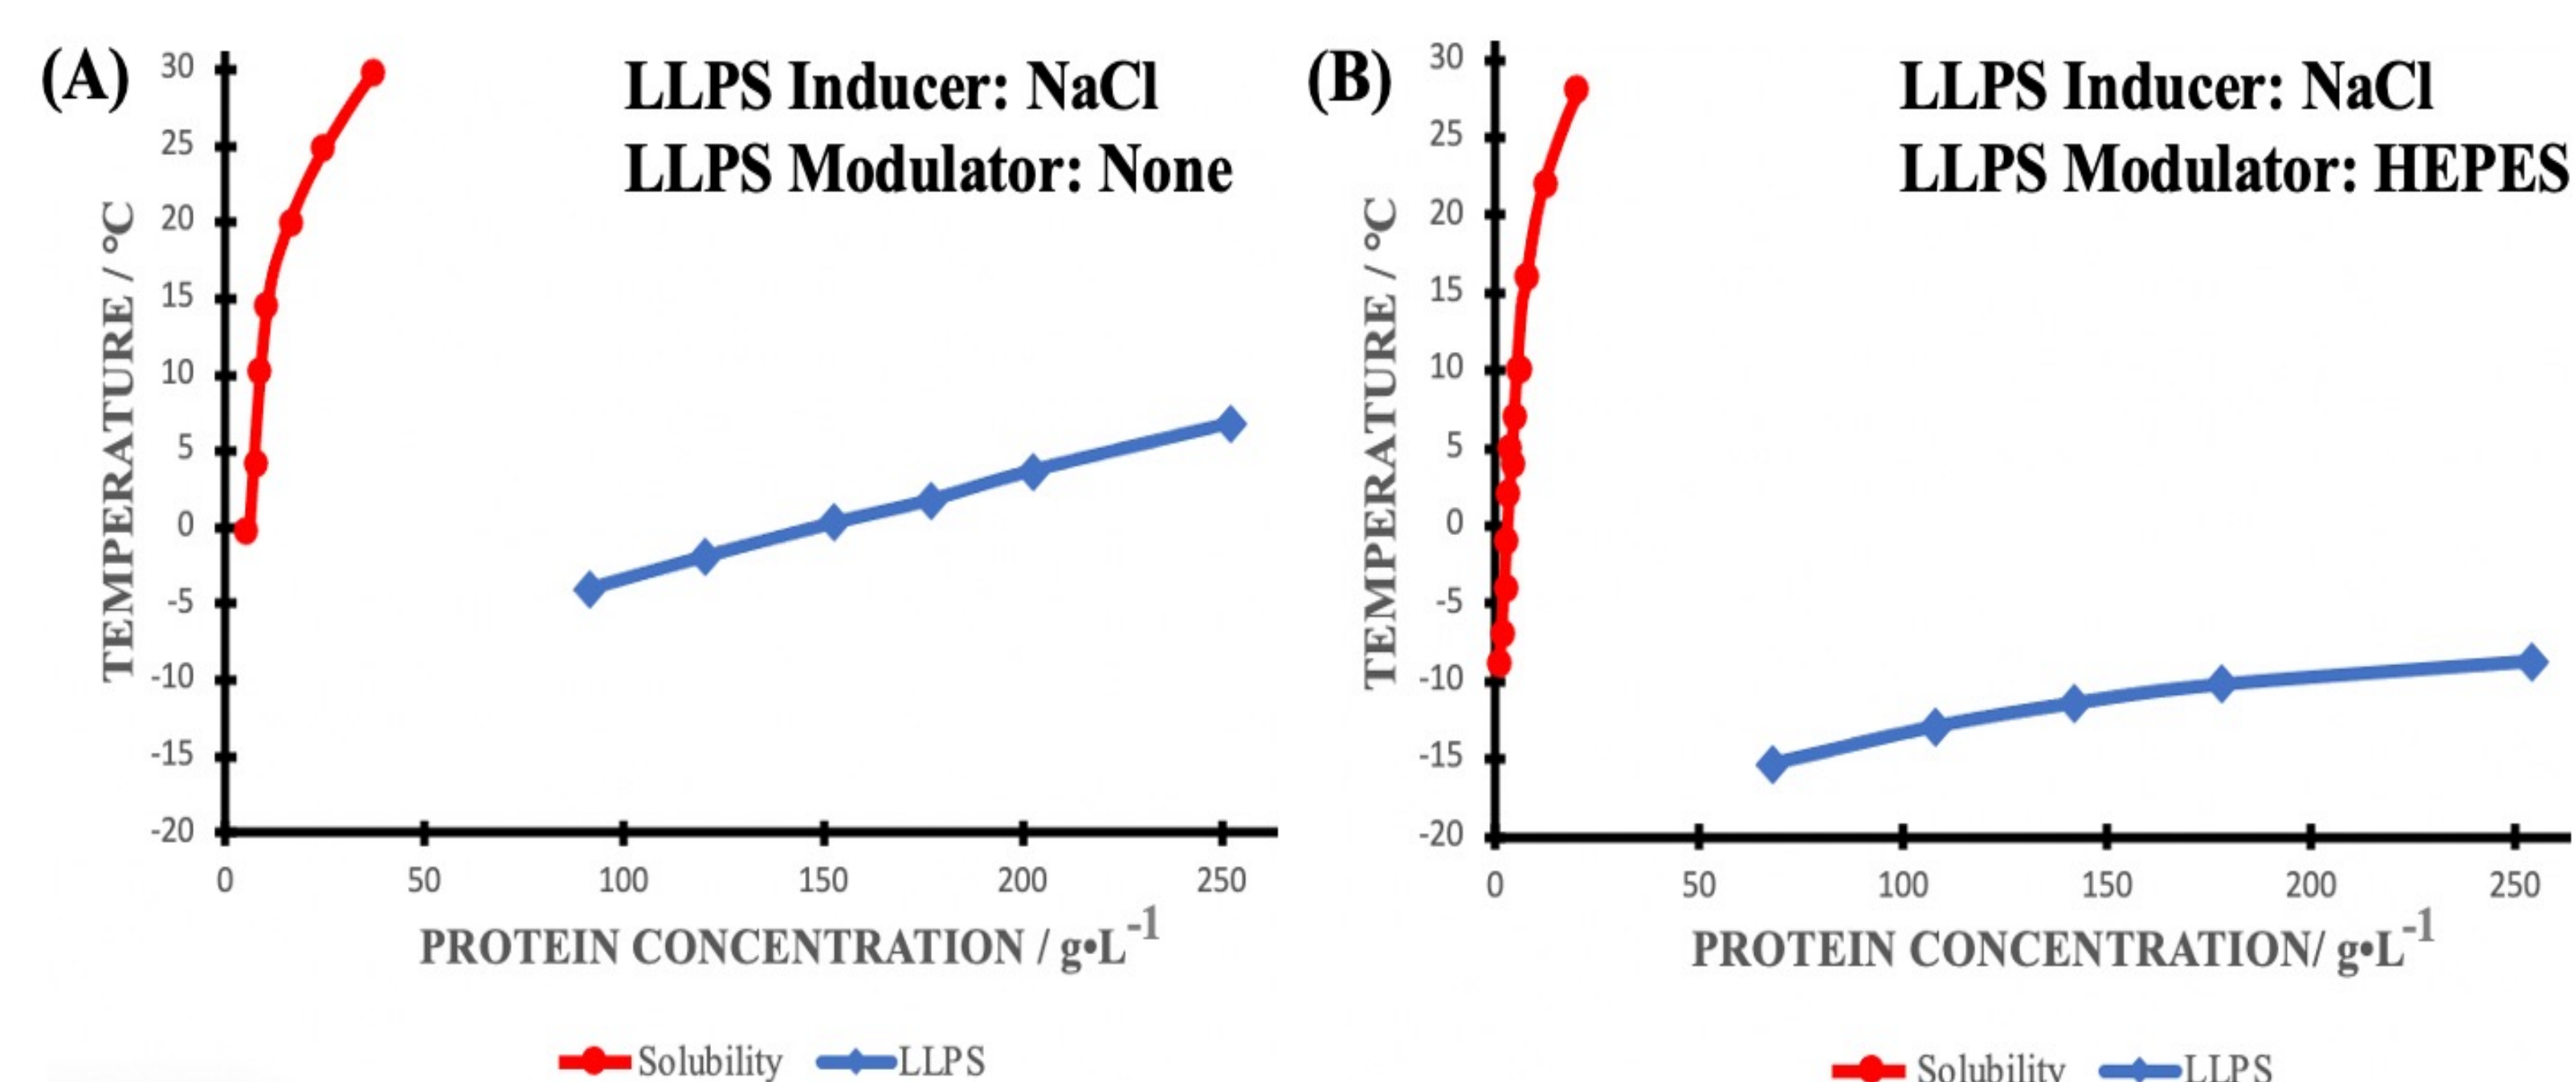 (A)
LLPS Inducer: NaCl
LLPS Modulator: None
TEMPERATURE / °C
30
25
20
15
10
5
0
-5
-10
-15
-20
0 50 100 150 200 250
PROTEIN CONCENTRATION / g•L-1
Solubility LLPS
(B)
LLPS Inducer: NaCl
LLPS Modulator: HEPES
TEMPERATURE / °C
30
25
20
15
10
5
0
-5
-10
-15
-20
0 50 100 150 200 250
PROTEIN CONCENTRATION/ g•L-1
Solubility LLPS